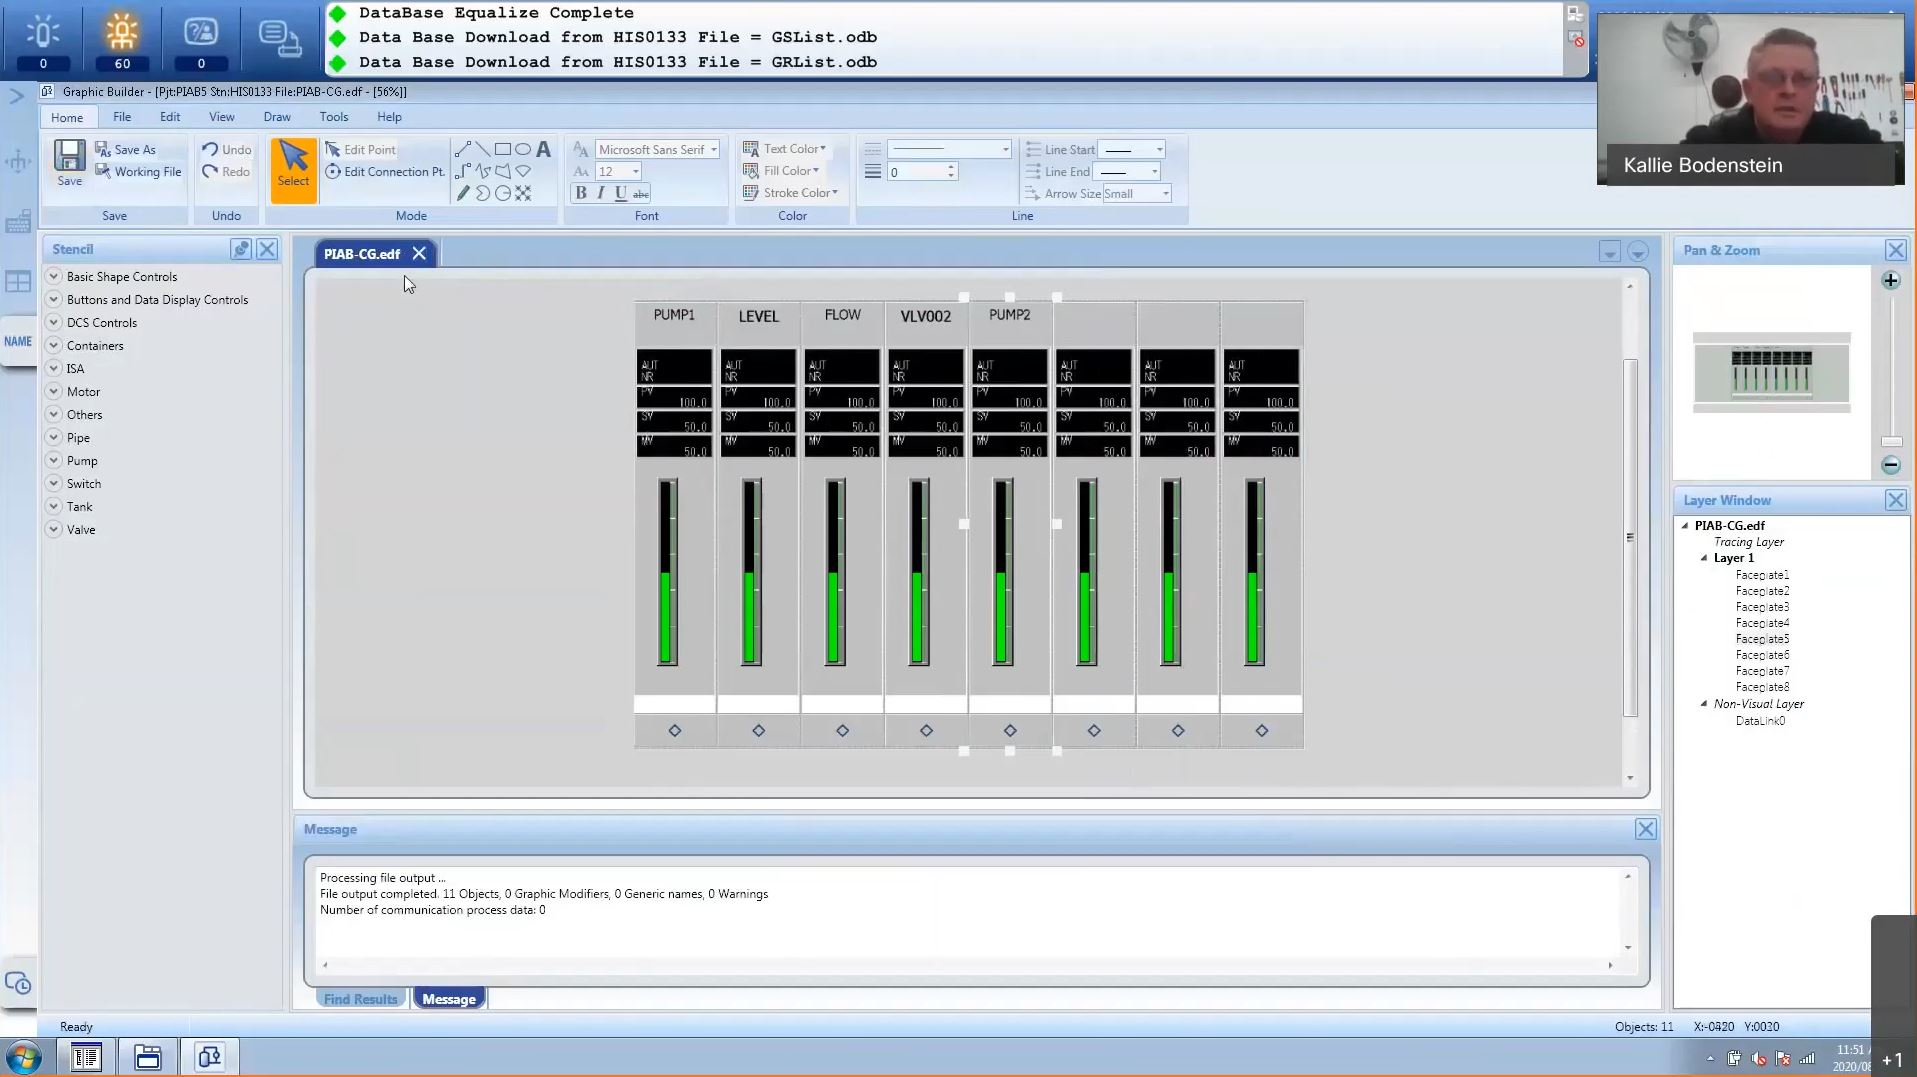 DataBase Equalize Complete
Data Base Download from HIS0133 File = GSList.odb
Data Base Download from HIS0133 File = GRList.odb
0
60
0
Graphic Builder - [Pjt:PIAB5 Stn:HIS0133 File:PIAB-CG.edf - [56%]]
Home File Edit View Draw Tools Help
Save
Save As
Working File
Save
Undo
Redo
Undo
Select
Edit Point
Edit Connection Pt.
A
Mode
Microsoft Sans Serif
12
B I U abc
Font
Text Color
Fill Color
Stroke Color
Color
0
Line Start
Line End
Arrow Size Small
Line
Kallie Bodenstein
NAME
Stencil
Basic Shape Controls
Buttons and Data Display Controls
DCS Controls
Containers
ISA
Motor
Others
Pipe
Pump
Switch
Tank
Valve
PIAB-CG.edf
PUMP1 LEVEL FLOW VLV002 PUMP2
AUT AUT AUT AUT AUT AUT AUT AUT
NR NR NR NR NR NR NR NR
PV PV PV PV PV PV PV PV
100.0 100.0 100.0 100.0 100.0 100.0 100.0 100.0
SV SV SV SV SV SV SV SV
50.0 50.0 50.0 50.0 50.0 50.0 50.0 50.0
MV MV MV MV MV MV MV MV
50.0 50.0 50.0 50.0 50.0 50.0 50.0 50.0
Pan & Zoom
Layer Window
PIAB-CG.edf
Tracing Layer
Layer 1
Faceplate1
Faceplate2
Faceplate3
Faceplate4
Faceplate5
Faceplate6
Faceplate7
Faceplate8
Non-Visual Layer
DataLink0
Message
Processing file output ...
File output completed. 11 Objects, 0 Graphic Modifiers, 0 Generic names, 0 Warnings
Number of communication process data: 0
Find Results Message
Ready
Objects: 11 X:-0420 Y:0030
11:51
2020/08
+1